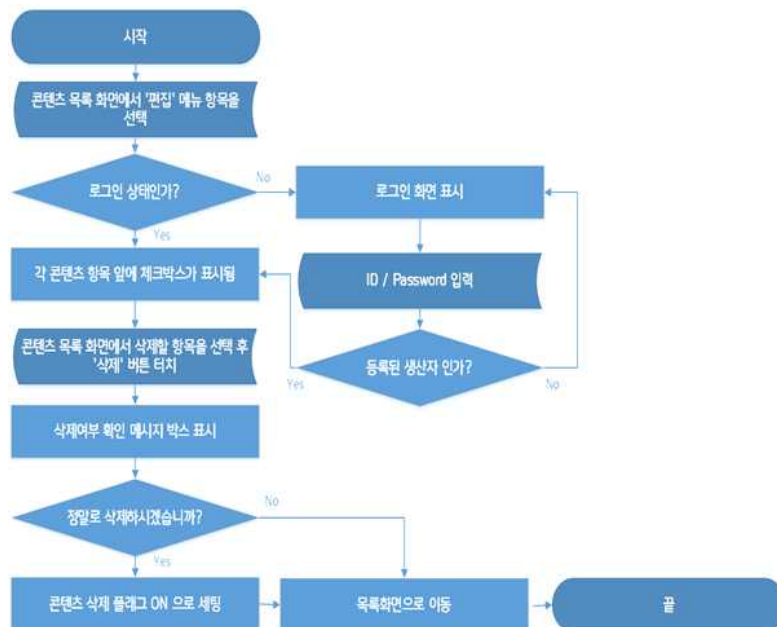 시작
콘텐츠 목록 화면에서 '편집' 메뉴 항목을
선택
로그인 상태인가?
No
로그인 화면 표시
Yes
각 콘텐츠 항목 앞에 체크박스가 표시됨
ID / Password 입력
콘텐츠 목록 화면에서 삭제할 항목을 선택 후
'삭제' 버튼 터치
등록된 생산자 인가?
Yes
No
삭제여부 확인 메시지 박스 표시
정말로 삭제하시겠습니까?
No
Yes
콘텐츠 삭제 플래그 ON 으로 세팅
목록화면으로 이동
끝